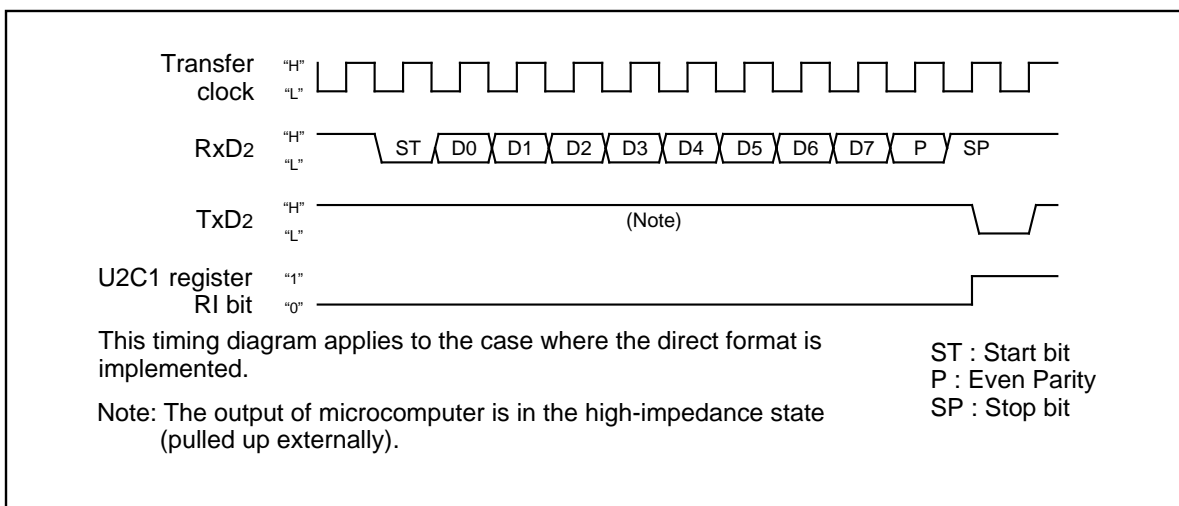 Transfer
clock
“H”
“L”
RxD2
“H”
“L”
ST D0 D1 D2 D3 D4 D5 D6 D7 P SP
TxD2
“H”
“L”
(Note)
U2C1 register
RI bit
“1”
“0”
This timing diagram applies to the case where the direct format is
implemented.
Note: The output of microcomputer is in the high-impedance state
(pulled up externally).
ST : Start bit
P : Even Parity
SP : Stop bit